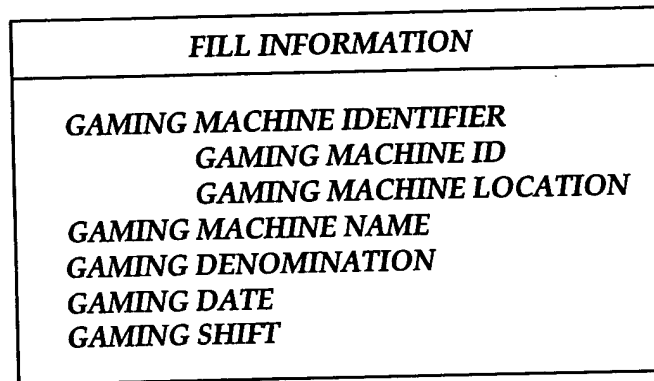 FILL INFORMATION
GAMING MACHINE IDENTIFIER
GAMING MACHINE ID
GAMING MACHINE LOCATION
GAMING MACHINE NAME
GAMING DENOMINATION
GAMING DATE
GAMING SHIFT